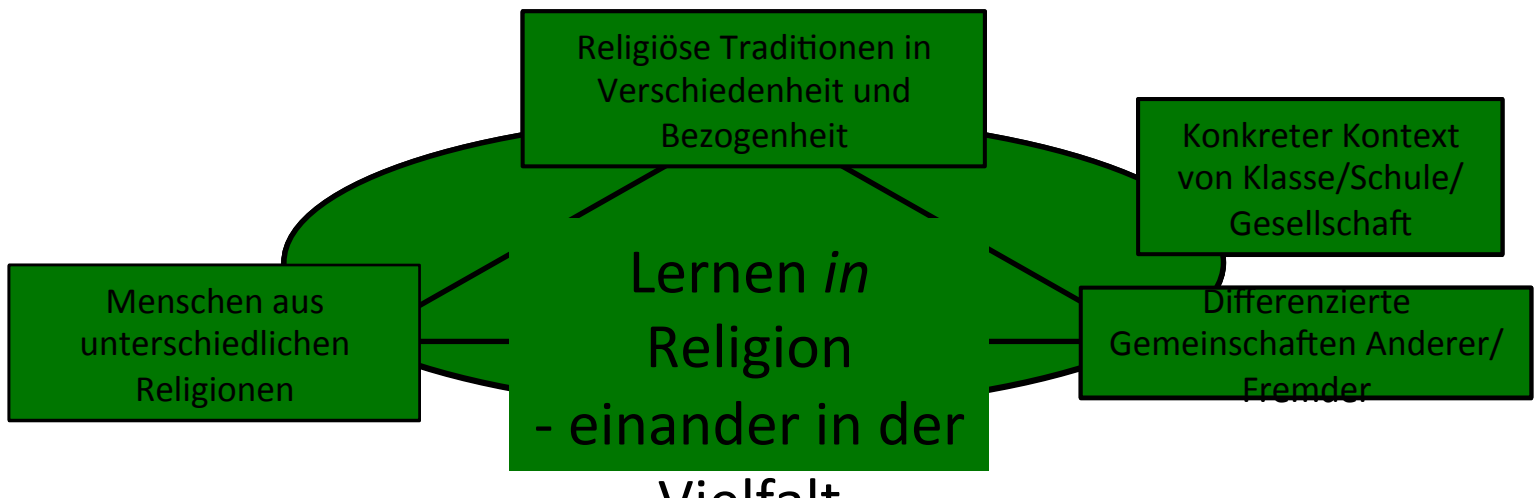 Religiöse Traditionen in
Verschiedenheit und
Bezogenheit
Konkreter Kontext
von Klasse/Schule/
Gesellschaft
Menschen aus
unterschiedlichen
Religionen
Lernen in
Religion
- einander in der
Vielfalt
Differenzierte
Gemeinschaften Anderer/
Fremder